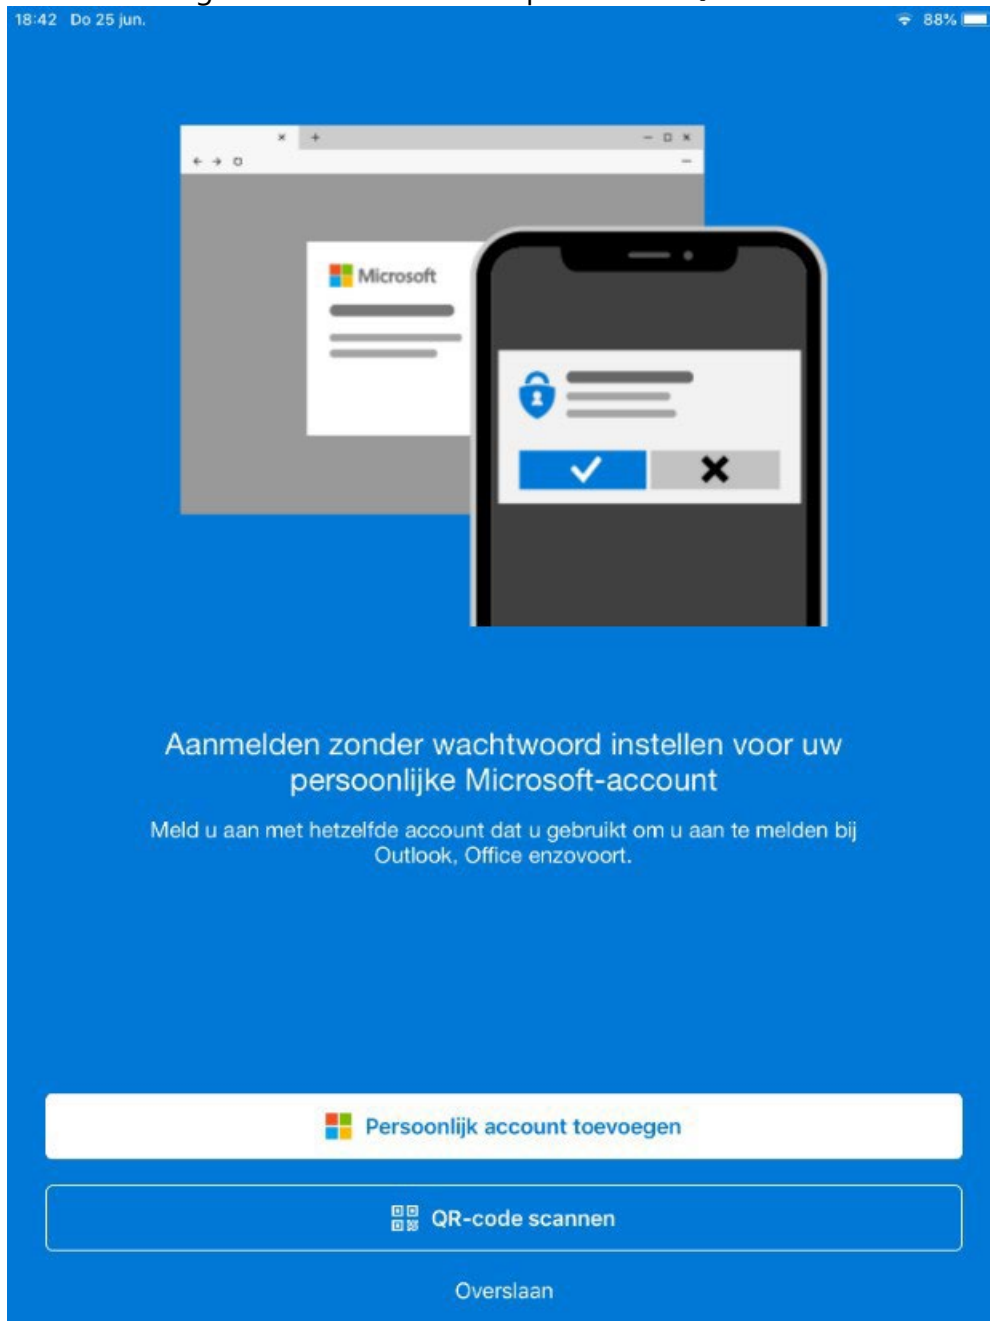 18:42 Do 25 jun. 88%
Microsoft
Aanmelden zonder wachtwoord instellen voor uw
persoonlijke Microsoft-account
Meld u aan met hetzelfde account dat u gebruikt om u aan te melden bij
Outlook, Office enzovoort.
Persoonlijk account toevoegen
QR-code scannen
Overslaan